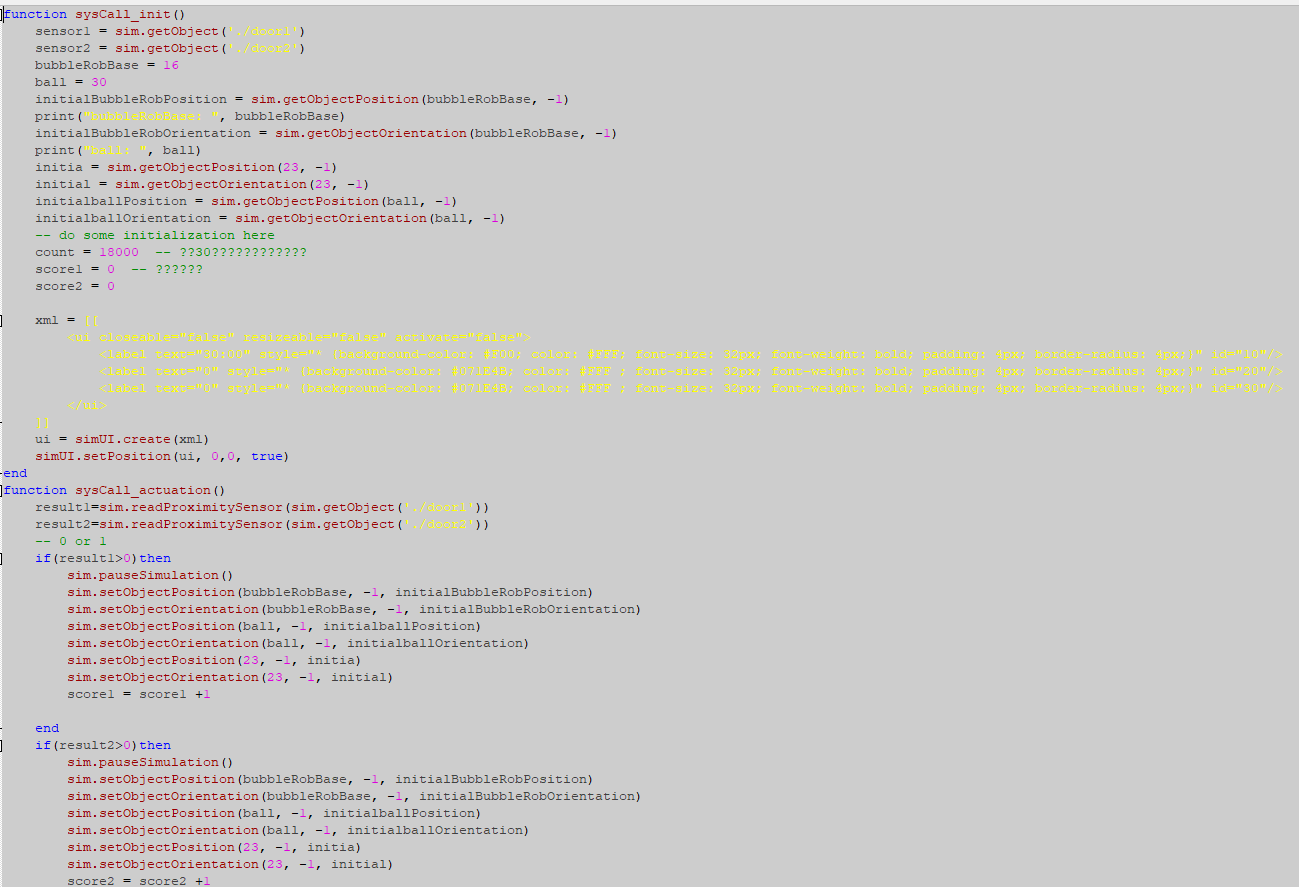 function sysCall_init()
sensor1 = sim.getObject('./door1')
sensor2 = sim.getObject('./door2')
bubbleRobBase = 16
ball = 30
initialBubbleRobPosition = sim.getObjectPosition(bubbleRobBase, -1)
print("bubbleRobBase: ", bubbleRobBase)
initialBubbleRobOrientation = sim.getObjectOrientation(bubbleRobBase, -1)
print("ball: ", ball)
initia = sim.getObjectPosition(23, -1)
initial = sim.getObjectOrientation(23, -1)
initialballPosition = sim.getObjectPosition(ball, -1)
initialballOrientation = sim.getObjectOrientation(ball, -1)
-- do some initialization here
count = 18000  -- ??30????????????
score1 = 0  -- ??????
score2 = 0
xml = [[
<ui closeable="false" resizeable="false" activate="false">
<label text="30:00" style="* {background-color: #F00; color: #FFF; font-size: 32px; font-weight: bold; padding: 4px; border-radius: 4px;}" id="10"/>
<label text="0" style="* {background-color: #071E4B; color: #FFF ; font-size: 32px; font-weight: bold; padding: 4px; border-radius: 4px;}" id="20"/>
<label text="0" style="* {background-color: #071E4B; color: #FFF ; font-size: 32px; font-weight: bold; padding: 4px; border-radius: 4px;}" id="30"/>
</ui>
]]
ui = simUI.create(xml)
simUI.setPosition(ui, 0,0, true)
end
function sysCall_actuation()
result1=sim.readProximitySensor(sim.getObject('./door1'))
result2=sim.readProximitySensor(sim.getObject('./door2'))
-- 0 or 1
if(result1>0)then
sim.pauseSimulation()
sim.setObjectPosition(bubbleRobBase, -1, initialBubbleRobPosition)
sim.setObjectOrientation(bubbleRobBase, -1, initialBubbleRobOrientation)
sim.setObjectPosition(ball, -1, initialballPosition)
sim.setObjectOrientation(ball, -1, initialballOrientation)
sim.setObjectPosition(23, -1, initia)
sim.setObjectOrientation(23, -1, initial)
score1 = score1 +1
end
if(result2>0)then
sim.pauseSimulation()
sim.setObjectPosition(bubbleRobBase, -1, initialBubbleRobPosition)
sim.setObjectOrientation(bubbleRobBase, -1, initialBubbleRobOrientation)
sim.setObjectPosition(ball, -1, initialballPosition)
sim.setObjectOrientation(ball, -1, initialballOrientation)
sim.setObjectPosition(23, -1, initia)
sim.setObjectOrientation(23, -1, initial)
score2 = score2 +1